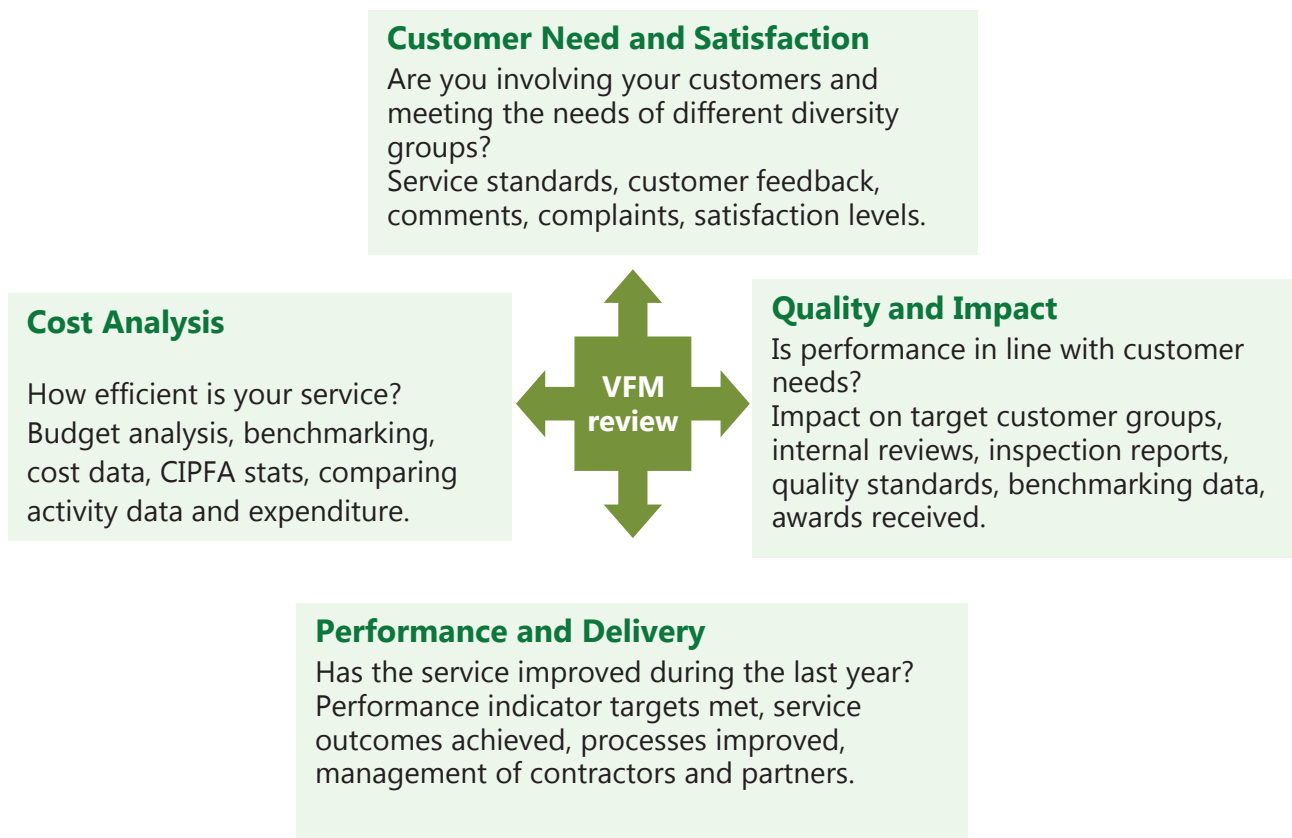 Customer Need and Satisfaction
Are you involving your customers and
meeting the needs of different diversity
groups?
Service standards, customer feedback,
comments, complaints, satisfaction levels.
Cost Analysis
How efficient is your service?
Budget analysis, benchmarking,
cost data, CIPFA stats, comparing
activity data and expenditure.
VFM
review
Quality and Impact
Is performance in line with customer
needs?
Impact on target customer groups,
internal reviews, inspection reports,
quality standards, benchmarking data,
awards received.
Performance and Delivery
Has the service improved during the last year?
Performance indicator targets met, service
outcomes achieved, processes improved,
management of contractors and partners.